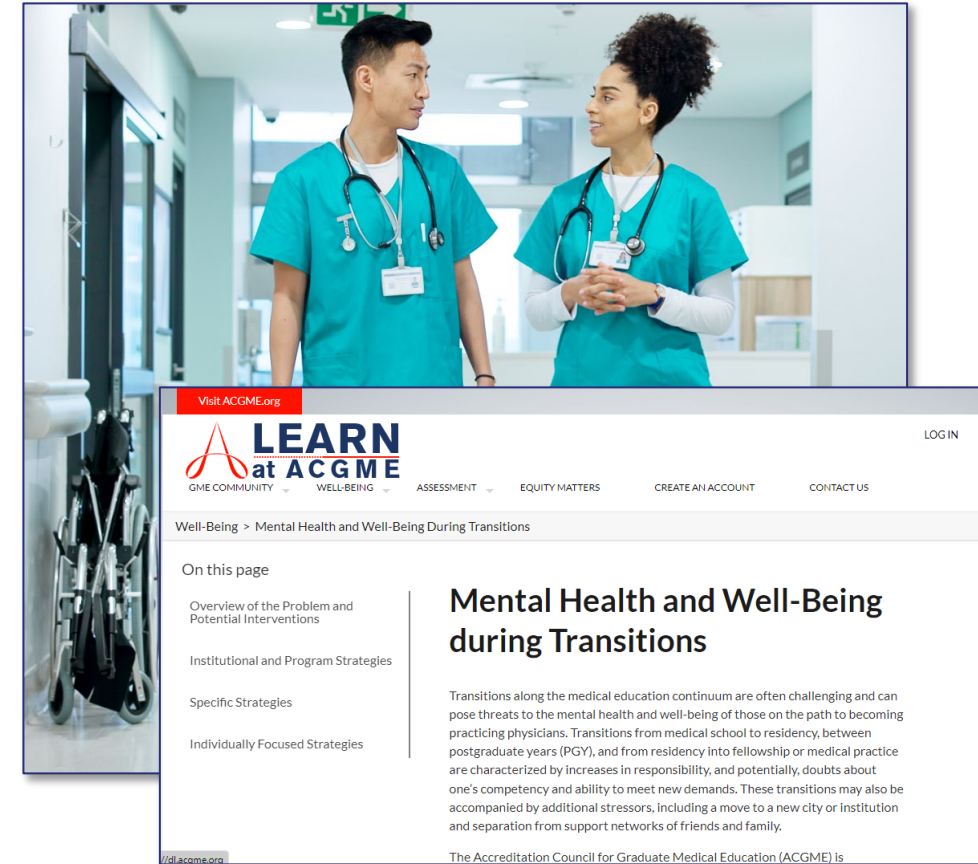 Visit ACGME.org
LEARN
at ACGME
LOG IN
GME COMMUNITY WELL-BEING ASSESSMENT EQUITY MATTERS CREATE AN ACCOUNT CONTACT US
Well-Being > Mental Health and Well-Being During Transitions
On this page
Overview of the Problem and
Potential Interventions
Institutional and Program Strategies
Specific Strategies
Individually Focused Strategies
Mental Health and Well-Being
during Transitions
Transitions along the medical education continuum are often challenging and can
pose threats to the mental health and well-being of those on the path to becoming
practicing physicians. Transitions from medical school to residency, between
postgraduate years (PGY), and from residency into fellowship or medical practice
are characterized by increases in responsibility, and potentially, doubts about
one's competency and ability to meet new demands. These transitions may also be
accompanied by additional stressors, including a move to a new city or institution
and separation from support networks of friends and family.
The Accreditation Council for Graduate Medical Education (ACGME) is
//dl.acgme.org